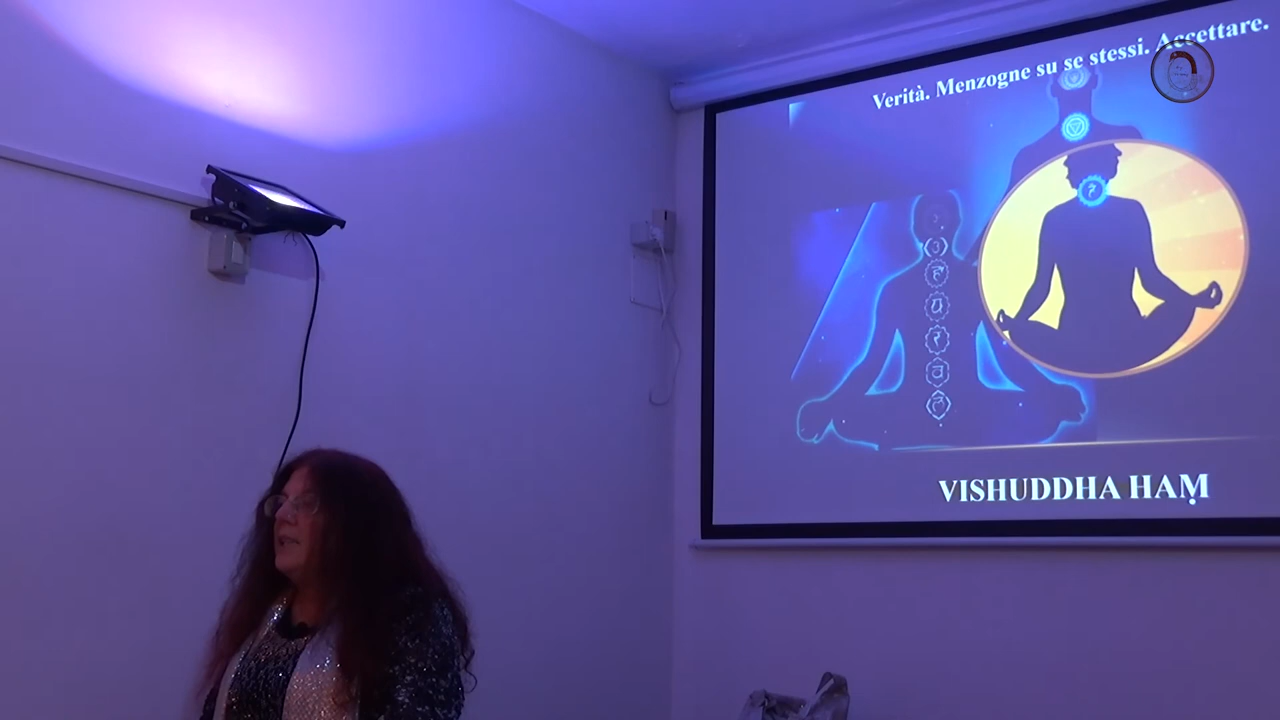 Verità. Menzogne su se stessi. Accettare.
VISHUDDHA HAṂ